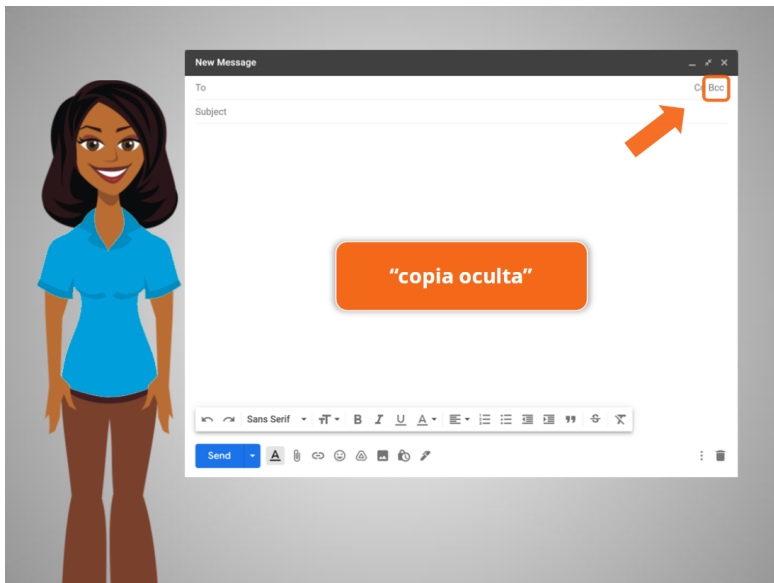 New Message
To
Cc Bcc
Subject
“copia oculta”
Sans Serif
Send